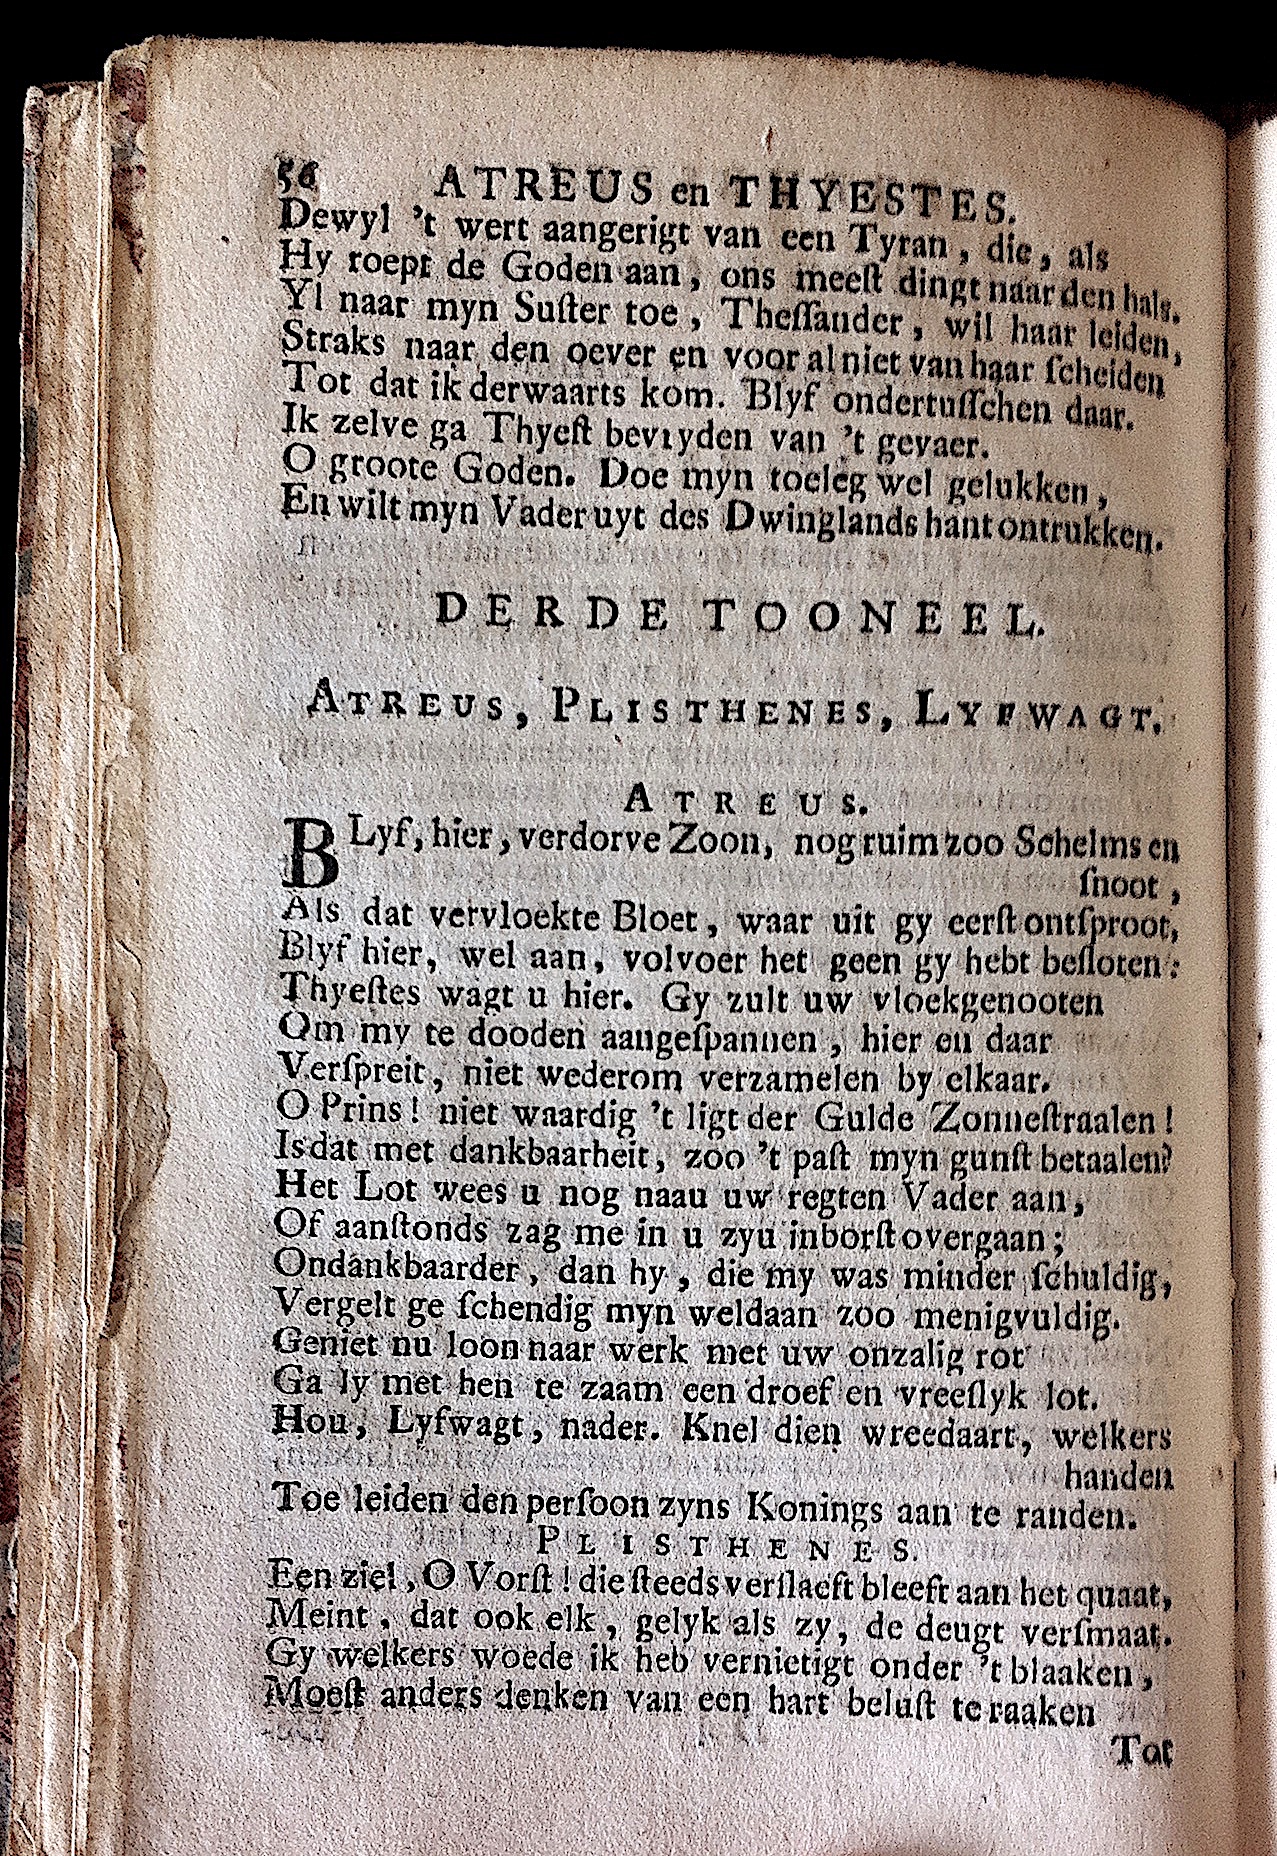 56 ATREUS en THYESTES.
Dewyl 't wert aangerigt van een Tyran, die, als
Hy roept de Goden aan, ons meeſt dingt naar den hals.
Yl naar myn Suſter toe, Theſſander, wil haar leiden,
Straks naar den oever en voor al niet van haar ſcheiden
Tot dat ik derwaarts kom. Blyf ondertuſſchen daar.
Ik zelve ga Thyeſt bevryden van 't gevaer.
O groote Goden. Doe myn toeleg wel gelukken,
En wilt myn Vader uyt des Dwinglands hant ontrukken.
DERDE TOONEEL.
ATREUS, PLISTHENES, LYFWAGT.
ATREUS.
BLyf, hier, verdorve Zoon, nog ruim zoo Schelms en
ſnoot,
Als dat vervloekte Bloet, waar uit gy eerſt ontſproot,
Blyf hier, wel aan, volvoer het geen gy hebt beſloten:
Thyeſtes wagt u hier. Gy zult uw vloekgenooten
Om my te dooden aangeſpannen, hier en daar
Verſpreit, niet wederom verzamelen by elkaar.
O Prins! niet waardig 't ligt der Gulde Zonneſtraalen!
Is dat met dankbaarheit, zoo 't paſt myn gunſt betaalen?
Het Lot wees u nog naau uw regten Vader aan,
Of aanſtonds zag me in u zyn inborſt overgaan;
Ondankbaarder, dan hy, die my was minder ſchuldig,
Vergelt ge ſchendig myn weldaan zoo menigvuldig.
Geniet nu loon naar werk met uw onzalig rot
Ga ly met hen te zaam een droef en vreeſlyk lot.
Hou, Lyfwagt, nader. Knel dien wreedaart, welkers
handen
Toe leiden den perſoon zyns Konings aan te randen.
PLISTHENES.
Een ziel, O Vorſt! die ſteeds verſlaeft bleeft aan het quaat,
Meint, dat ook elk, gelyk als zy, de deugt verſmaat.
Gy welkers woede ik heb vernietigt onder 't blaaken,
Moeſt anders denken van een hart beluſt te raaken
Tot